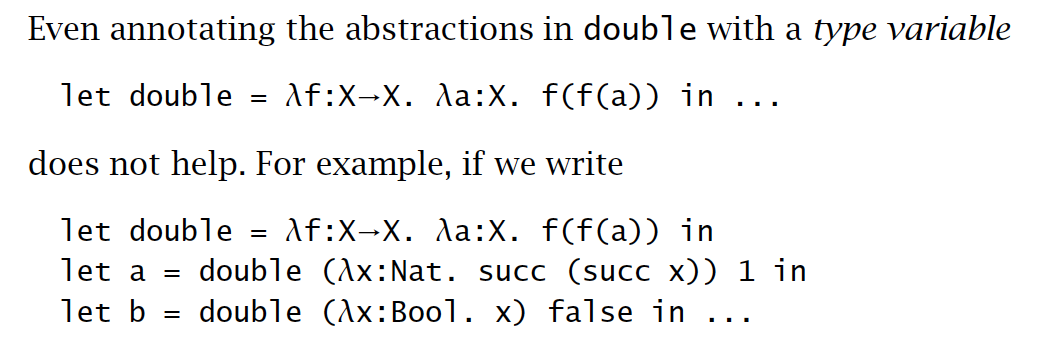 Even annotating the abstractions in double with a type variable
let double = λf:X→X. λa:X. f(f(a)) in ...
does not help. For example, if we write
let double = λf:X→X. λa:X. f(f(a)) in
let a = double (λx:Nat. succ (succ x)) 1 in
let b = double (λx:Bool. x) false in ...